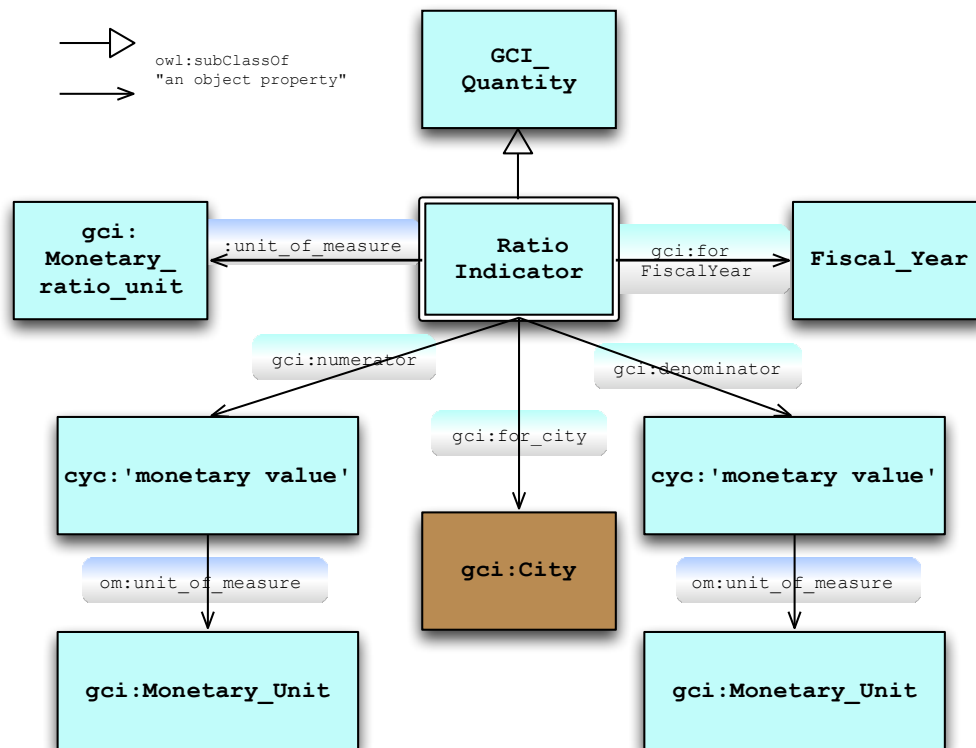 owl:subClassOf
"an object property"
GCI_
Quantity
gci:
Monetary_
ratio_unit
:unit_of_measure
Ratio
Indicator
gci:for
FiscalYear
Fiscal_Year
gci:numerator
gci:denominator
gci:for_city
cyc:'monetary value'
cyc:'monetary value'
gci:City
om:unit_of_measure
om:unit_of_measure
gci:Monetary_Unit
gci:Monetary_Unit